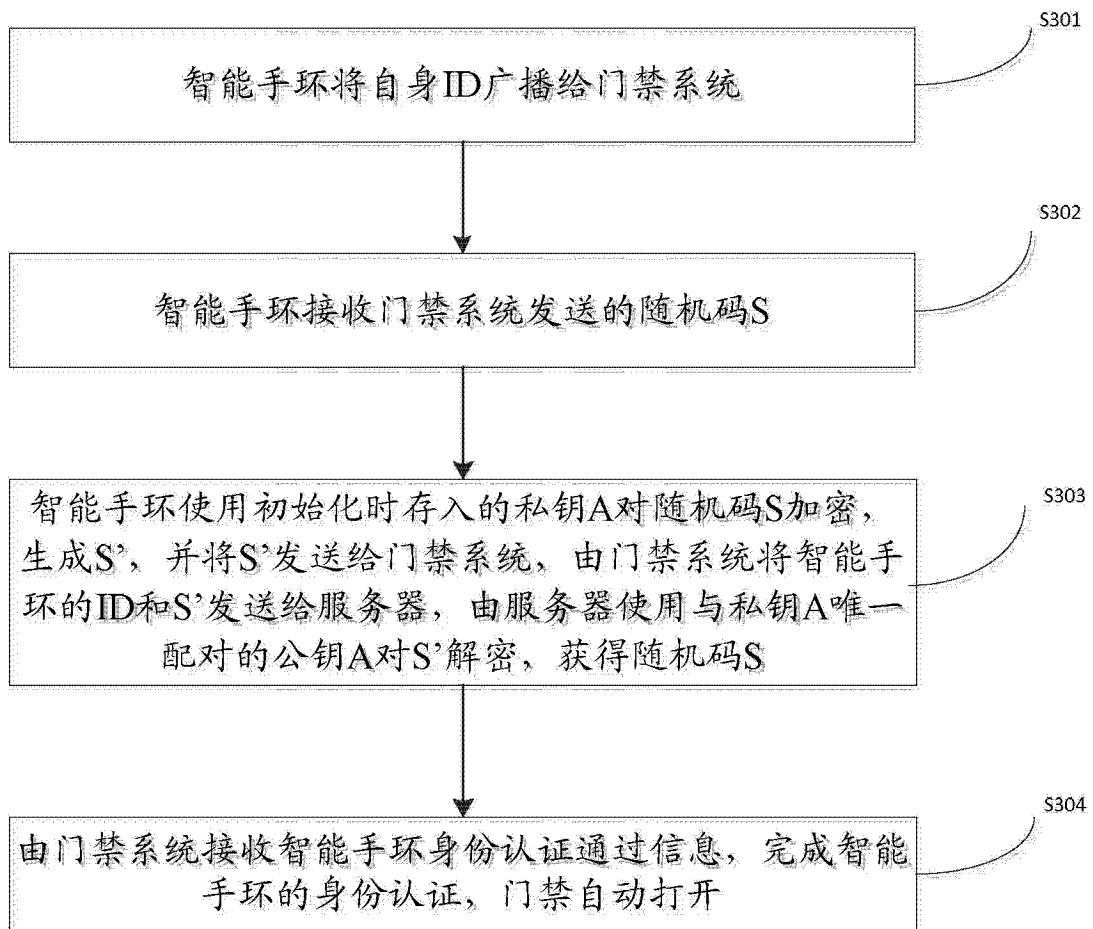 S301
智能手环将自身ID广播给门禁系统
S302
智能手环接收门禁系统发送的随机码S
S303
智能手环使用初始化时存入的私钥A对随机码S加密，
生成S’，并将S’发送给门禁系统，由门禁系统将智能手
环的ID和S’发送给服务器，由服务器使用与私钥A唯一
配对的公钥A对S’解密，获得随机码S
S304
由门禁系统接收智能手环身份认证通过信息，完成智能
手环的身份认证，门禁自动打开